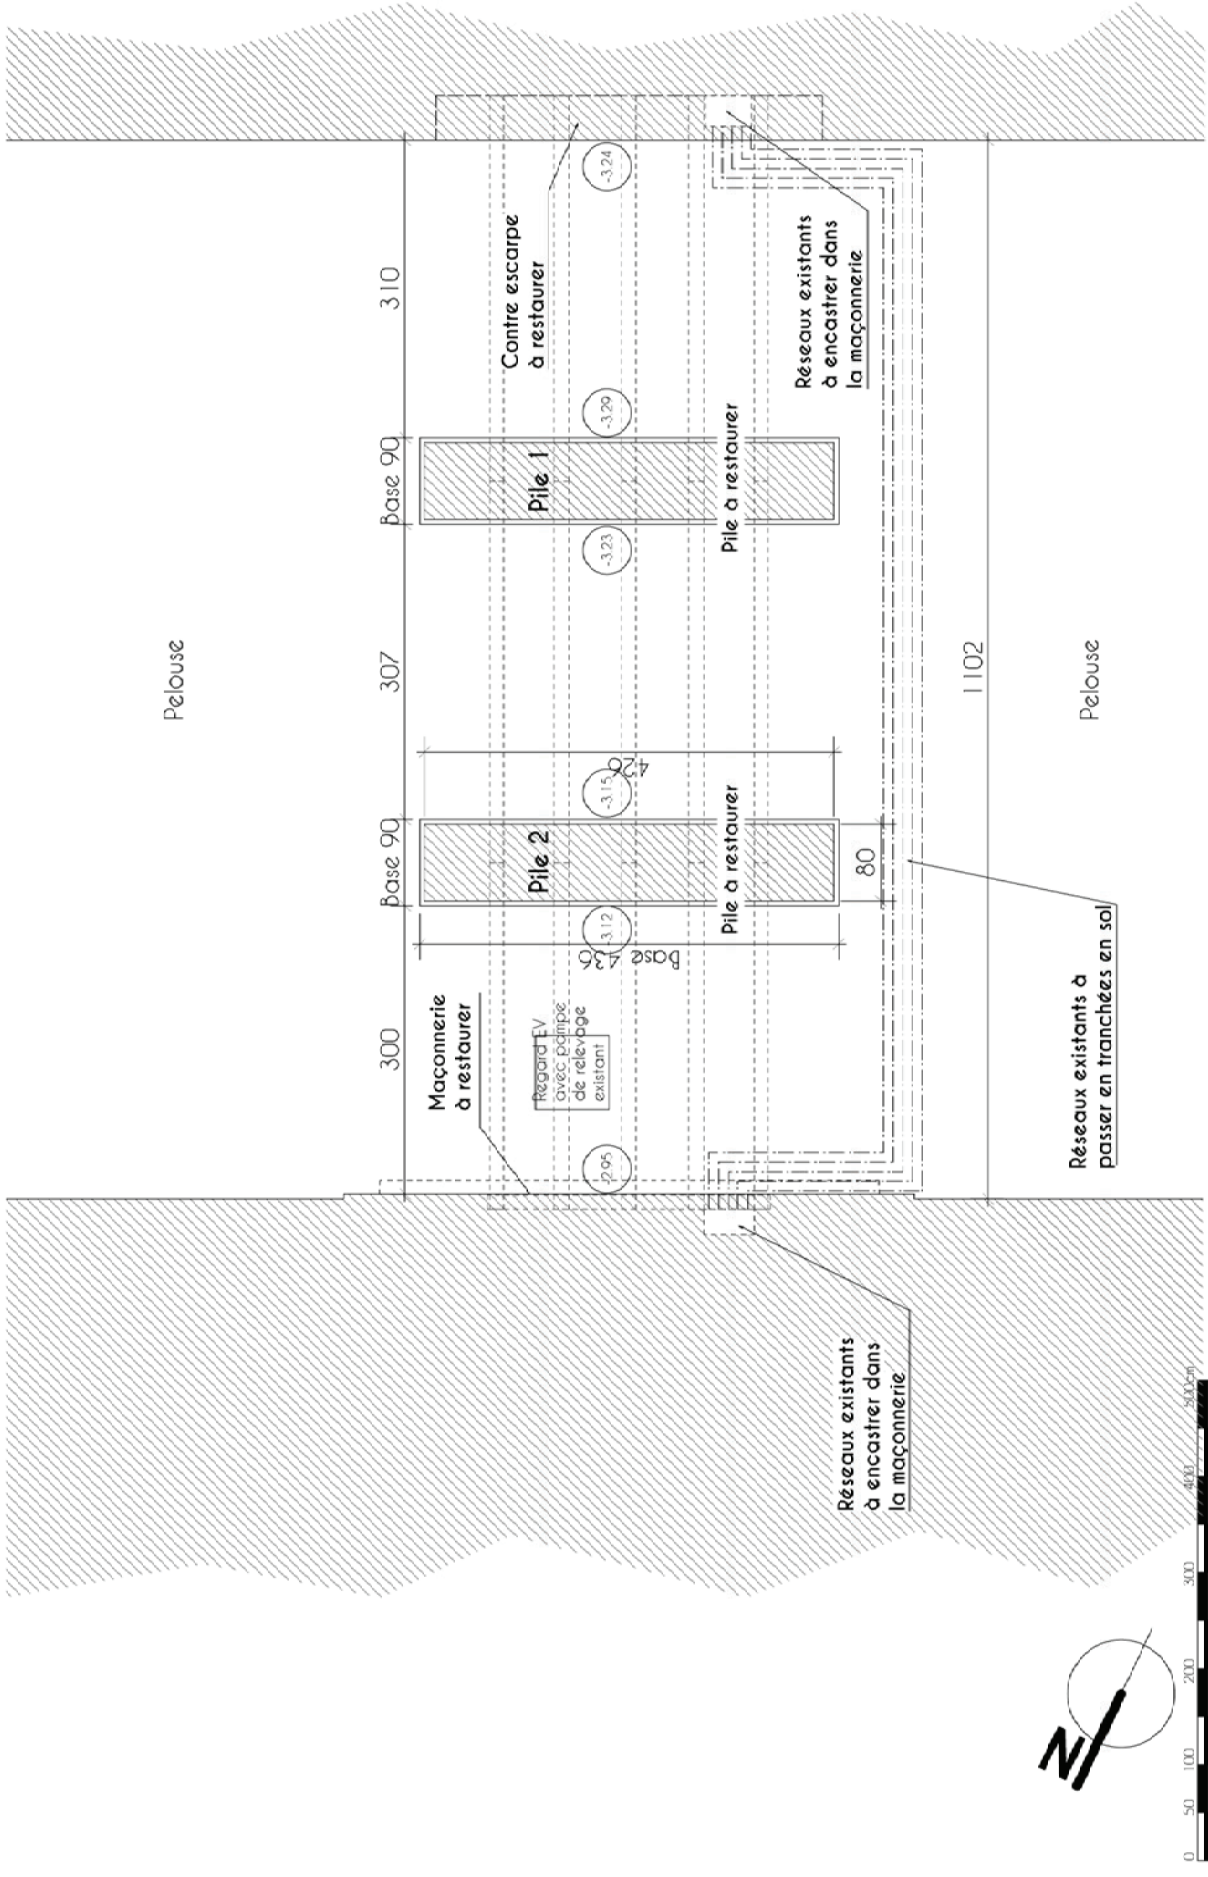 Pelouse
310
Base 90
307
Base 90
300
Contre escarpe
à restaurer
-3.24
Réseaux existants
à encastrer dans
la maçonnerie
-3.29
Pile 1
Pile à restaurer
-3.23
426
-3.15
Pile 2
Pile à restaurer
80
-3.12
Base 436
Maçonnerie
à restaurer
Regard EV
avec pompe
de relevage
existant
-2.95
1102
Pelouse
Réseaux existants à
passer en tranchées en sol
Réseaux existants
à encastrer dans
la maçonnerie
N
0 50 100 200 300 400 500cm